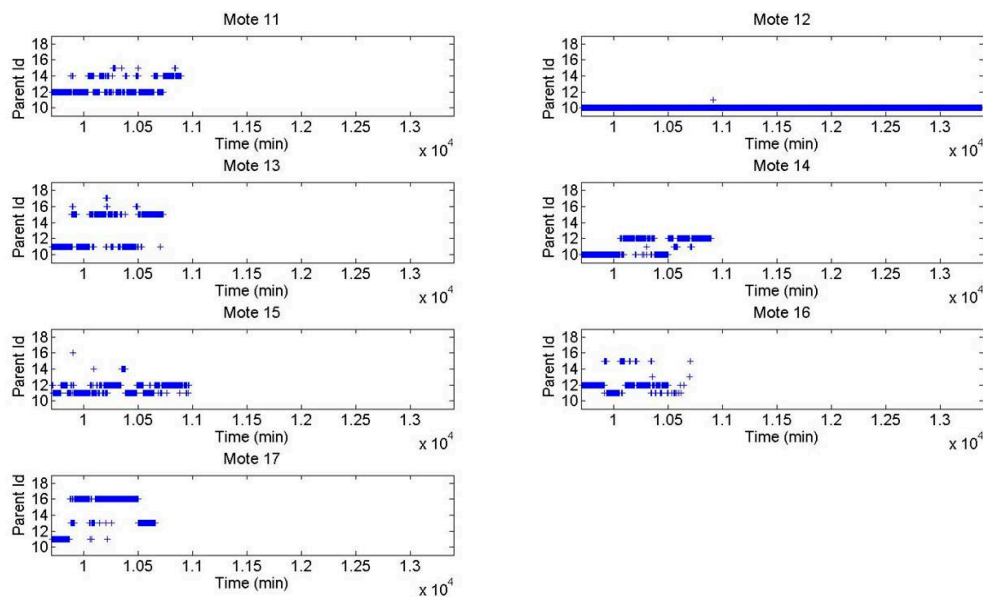 Mote 11
Parent Id
18
16
14
12
10
1 1.05 1.1 1.15 1.2 1.25 1.3
Time (min)
x 10^4
Mote 12
Parent Id
18
16
14
12
10
1 1.05 1.1 1.15 1.2 1.25 1.3
Time (min)
x 10^4
Mote 13
Parent Id
18
16
14
12
10
1 1.05 1.1 1.15 1.2 1.25 1.3
Time (min)
x 10^4
Mote 14
Parent Id
18
16
14
12
10
1 1.05 1.1 1.15 1.2 1.25 1.3
Time (min)
x 10^4
Mote 15
Parent Id
18
16
14
12
10
1 1.05 1.1 1.15 1.2 1.25 1.3
Time (min)
x 10^4
Mote 16
Parent Id
18
16
14
12
10
1 1.05 1.1 1.15 1.2 1.25 1.3
Time (min)
x 10^4
Mote 17
Parent Id
18
16
14
12
10
1 1.05 1.1 1.15 1.2 1.25 1.3
Time (min)
x 10^4